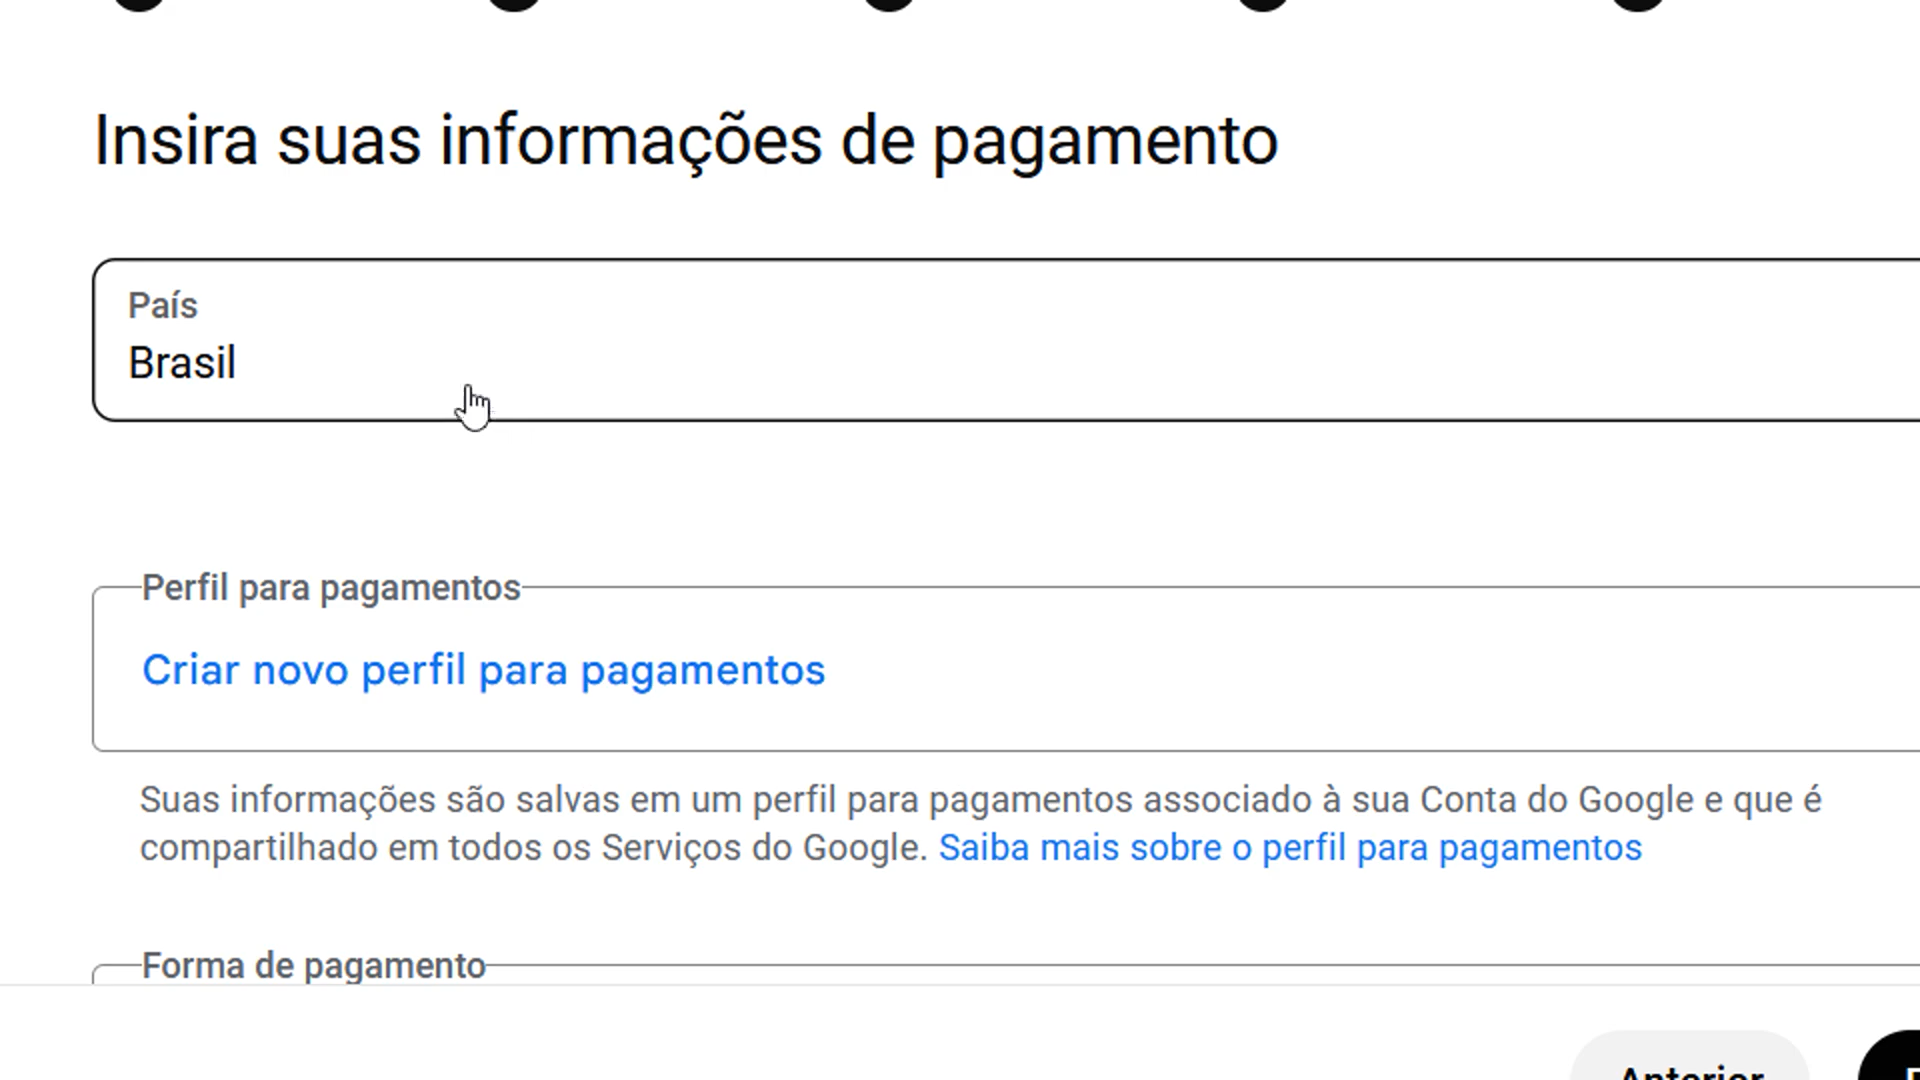 Insira suas informações de pagamento
País
Brasil
Perfil para pagamentos
Criar novo perfil para pagamentos
Suas informações são salvas em um perfil para pagamentos associado à sua Conta do Google e que é
compartilhado em todos os Serviços do Google. Saiba mais sobre o perfil para pagamentos
Forma de pagamento
Anterior